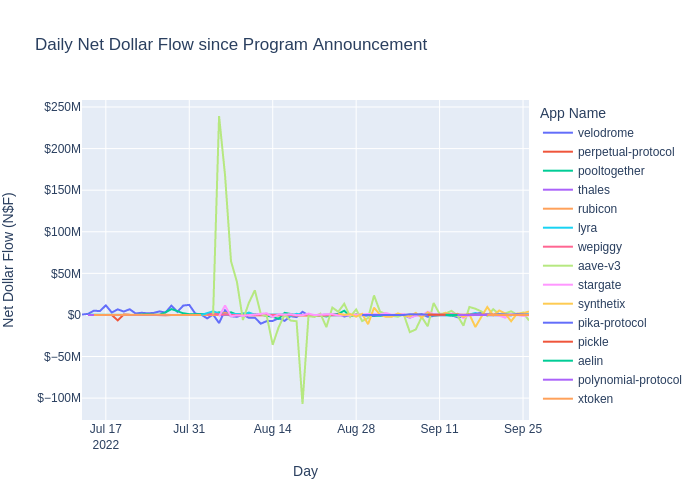 Daily Net Dollar Flow since Program Announcement
Net Dollar Flow (N$F)
$250M
$200M
$150M
$100M
$50M
$0
−$50M
−$100M
Jul 17
2022
Jul 31
Aug 14
Aug 28
Sep 11
Sep 25
Day
App Name
velodrome
perpetual-protocol
pooltogether
thales
rubicon
lyra
wepiggy
aave-v3
stargate
synthetix
pika-protocol
pickle
aelin
polynomial-protocol
xtoken